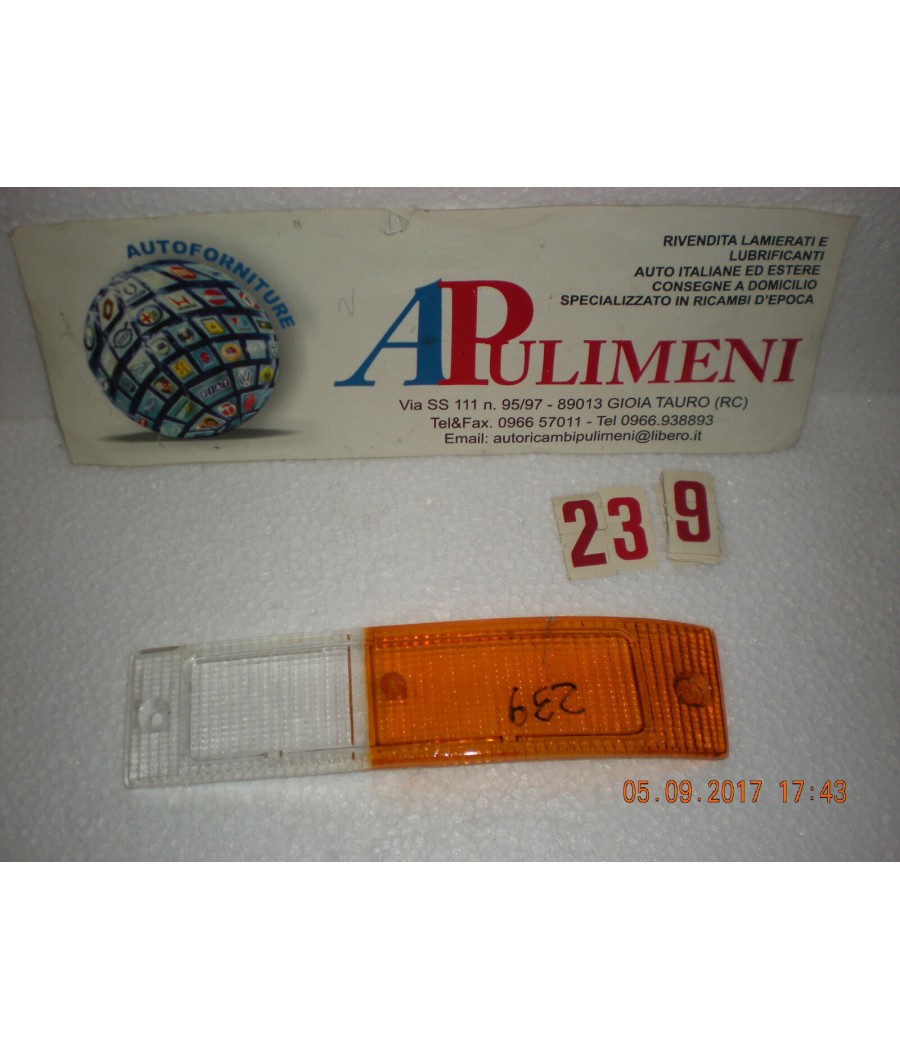 AUTOFORNITURE
RIVENDITA LAMIERATI E
LUBRIFICANTI
AUTO ITALIANE ED ESTERE
CONSEGNE A DOMICILIO
SPECIALIZZATO IN RICAMBI D'EPOCA
APULIMENI
Via SS 111 n. 95/97 - 89013 GIOIA TAURO (RC)
Tel&Fax. 0966 57011 - Tel 0966.938893
Email: autoricambipulimeni@libero.it
239
239
05.09.2017 17:43